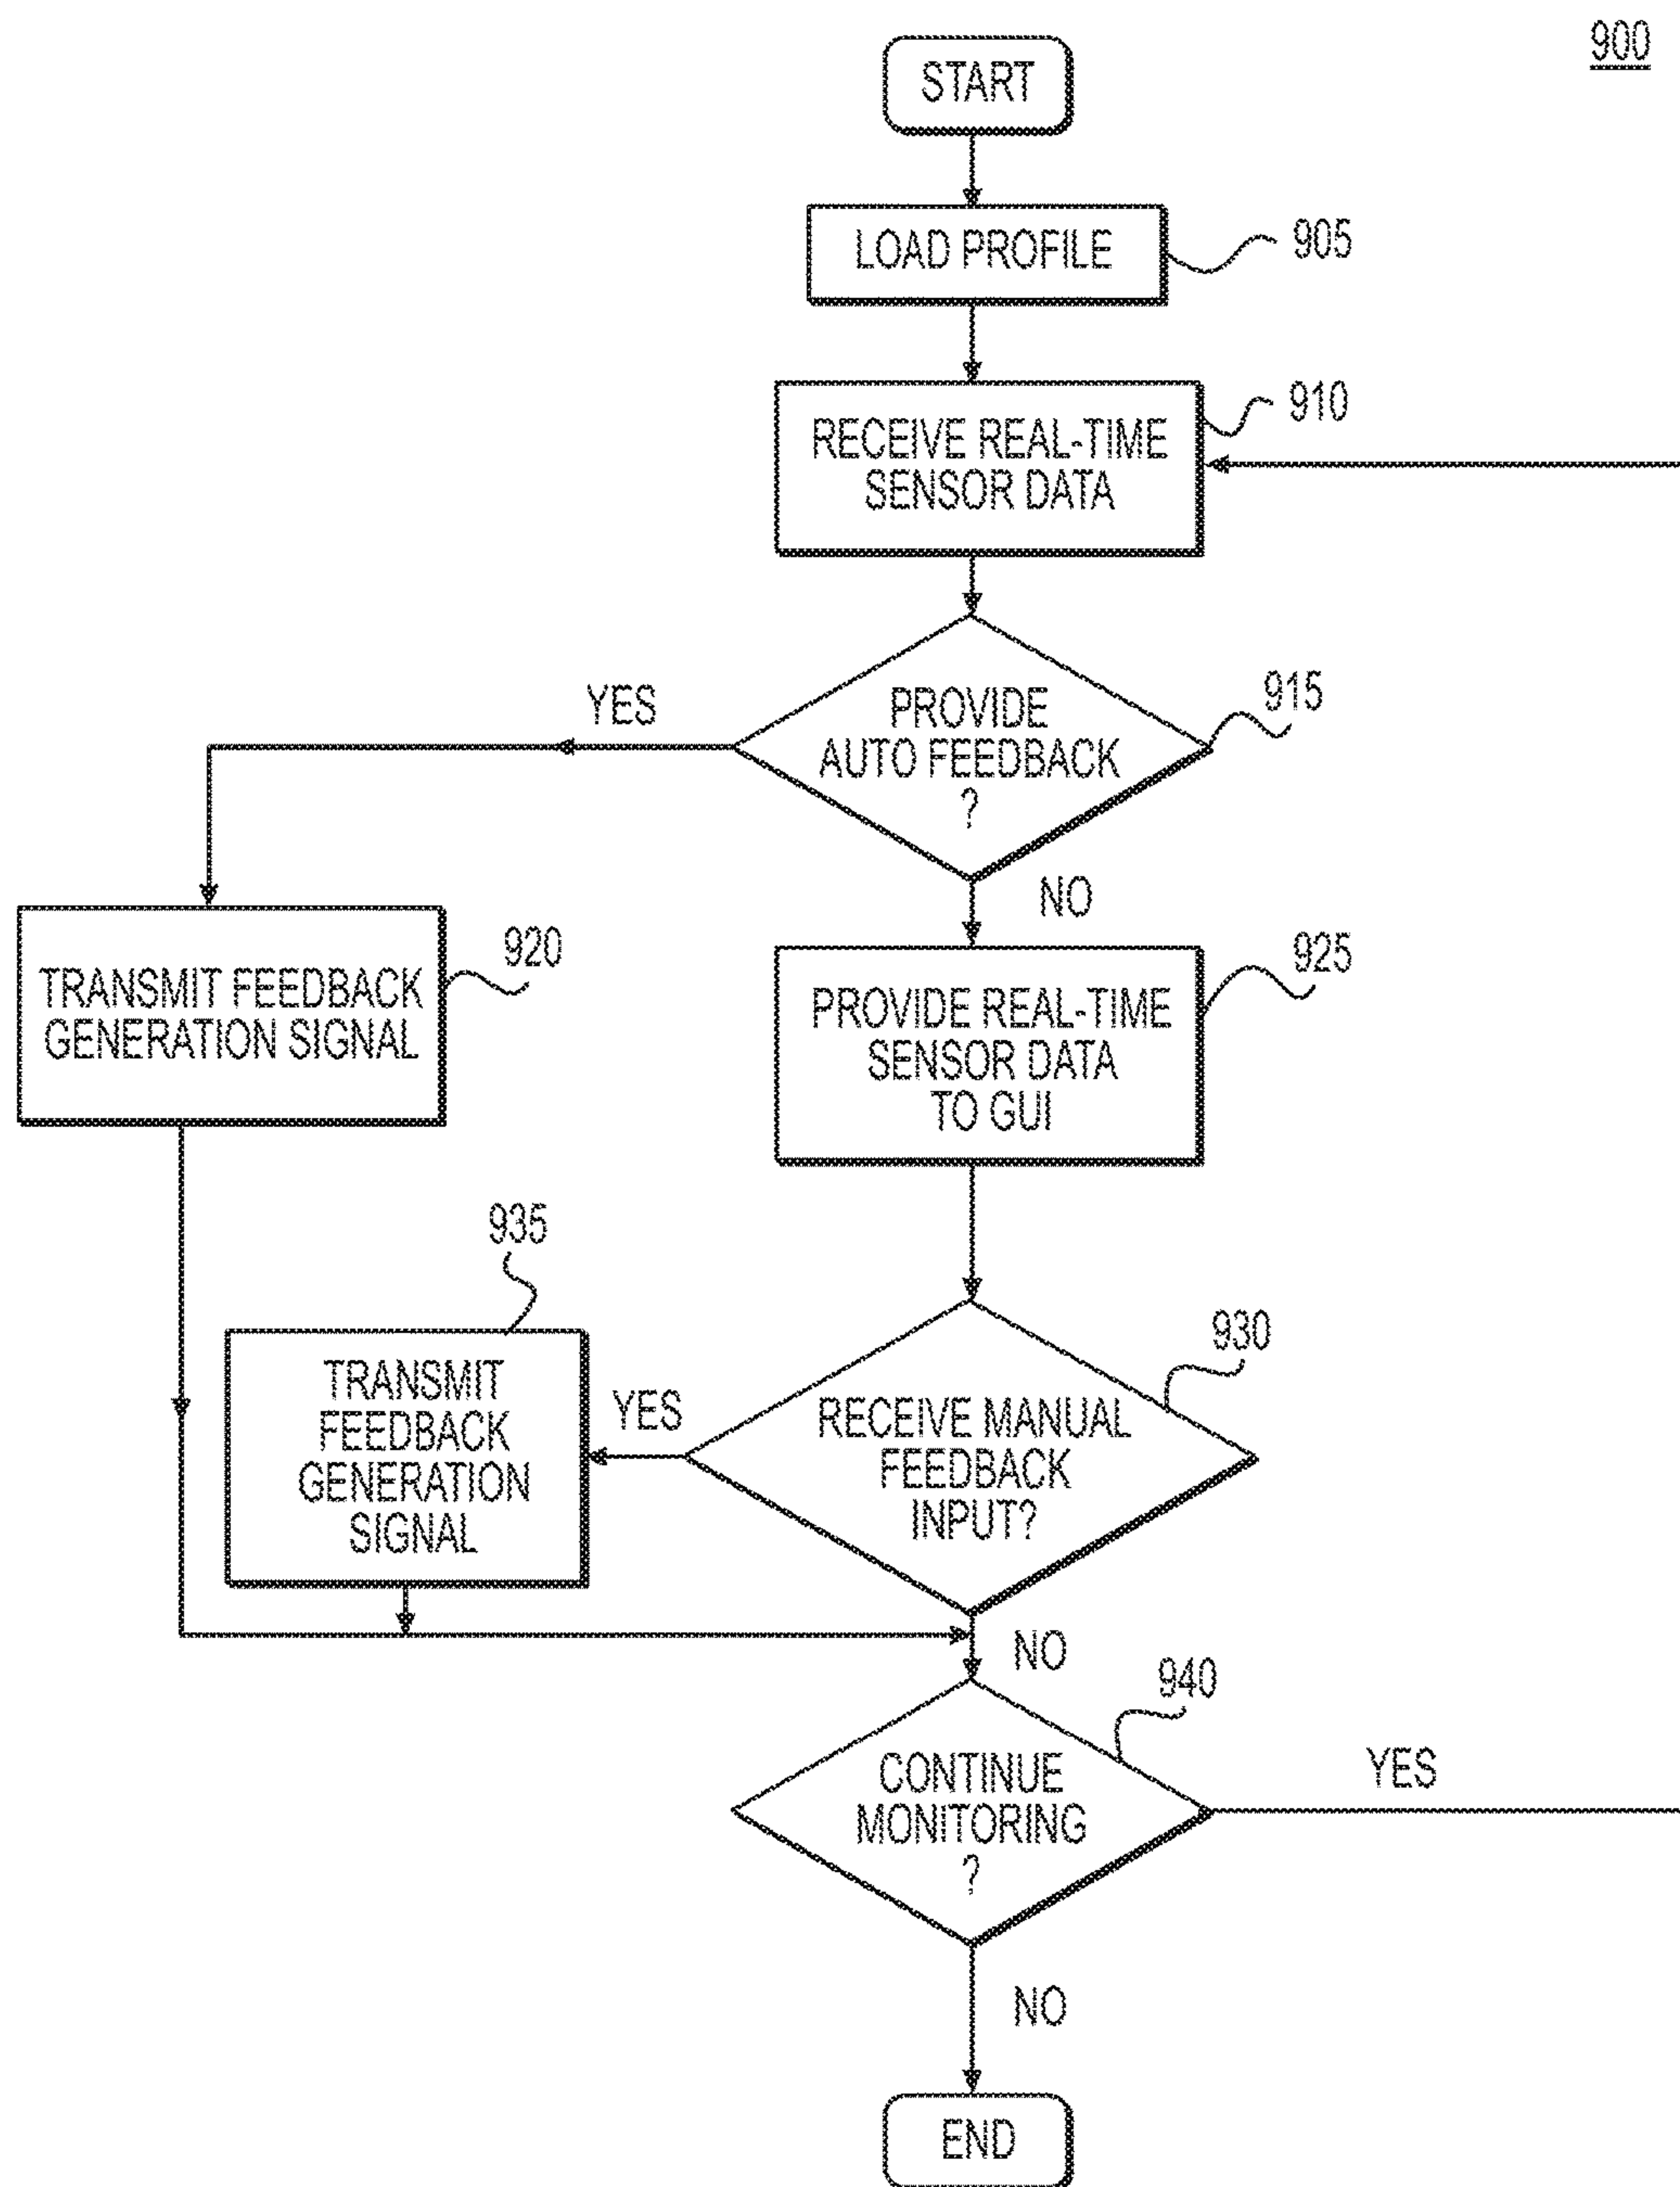 900
START
LOAD PROFILE
905
RECEIVE REAL-TIME
SENSOR DATA
910
PROVIDE
AUTO FEEDBACK
?
915
YES
NO
TRANSMIT FEEDBACK
GENERATION SIGNAL
920
PROVIDE REAL-TIME
SENSOR DATA
TO GUI
925
935
TRANSMIT
FEEDBACK
GENERATION
SIGNAL
YES
RECEIVE MANUAL
FEEDBACK
INPUT?
930
NO
940
CONTINUE
MONITORING
?
YES
NO
END